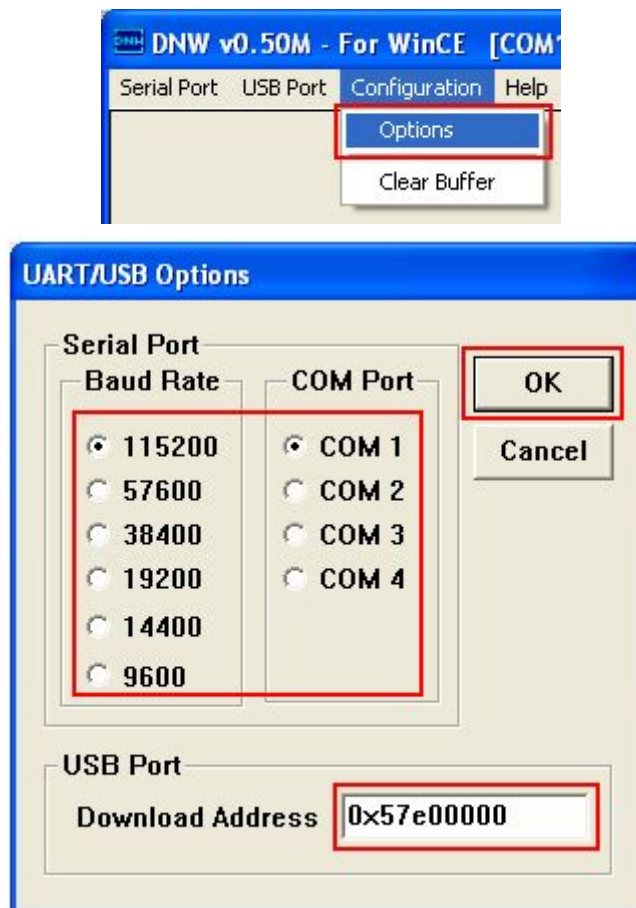 DNW DNW v0.50M - For WinCE [COM1
Serial Port USB Port Configuration Help
Options
Clear Buffer
UART/USB Options
Serial Port
Baud Rate COM Port
OK
115200 COM 1
Cancel
57600 COM 2
38400 COM 3
19200 COM 4
14400
9600
USB Port
Download Address 0x57e00000